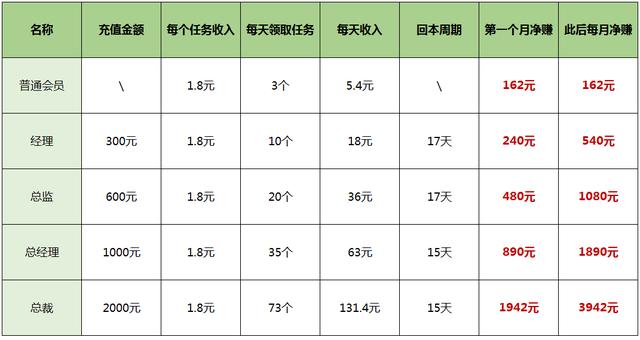 名称 充值金额 每个任务收入 每天领取任务 每天收入 回本周期 第一个月净赚 此后每月净赚
普通会员 \ 1.8元 3个 5.4元 \ 162元 162元
经理 300元 1.8元 10个 18元 17天 240元 540元
总监 600元 1.8元 20个 36元 17天 480元 1080元
总经理 1000元 1.8元 35个 63元 15天 890元 1890元
总裁 2000元 1.8元 73个 131.4元 15天 1942元 3942元